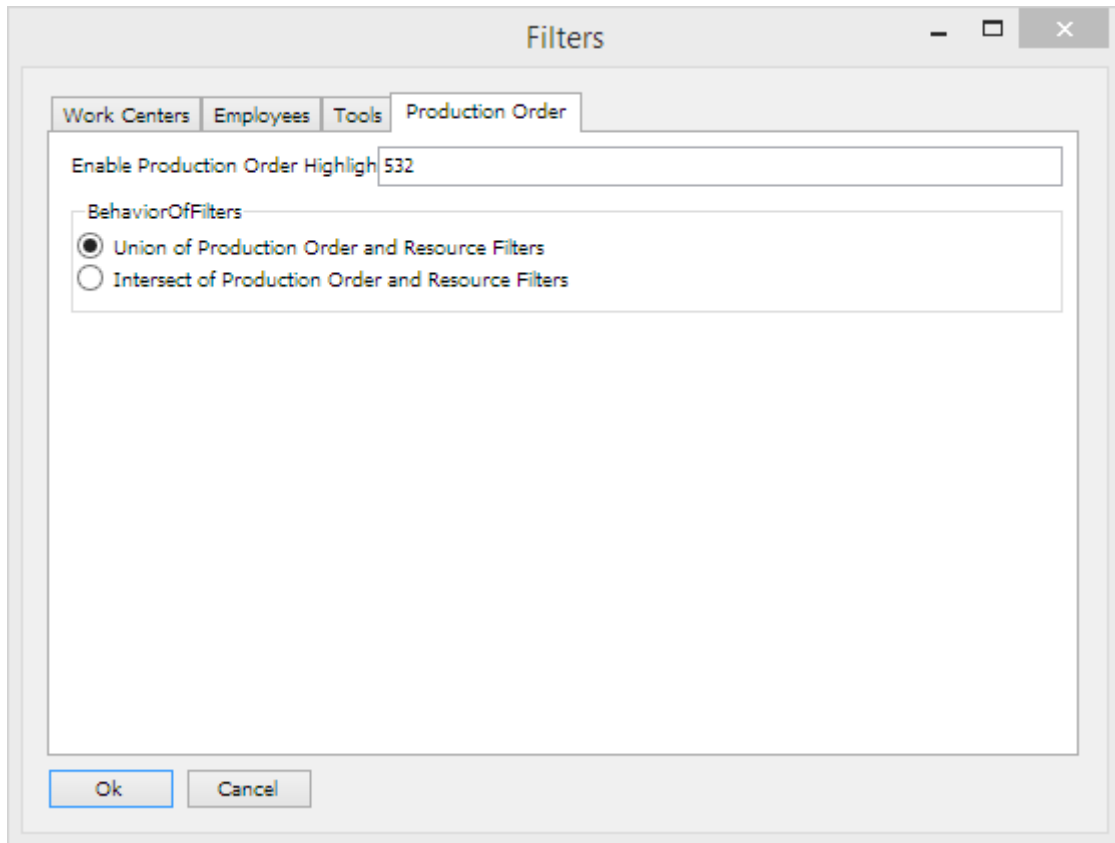 Filters
Work Centers Employees Tools Production Order
Enable Production Order Highligh 532
BehaviorOfFilters
Union of Production Order and Resource Filters
Intersect of Production Order and Resource Filters
Ok Cancel